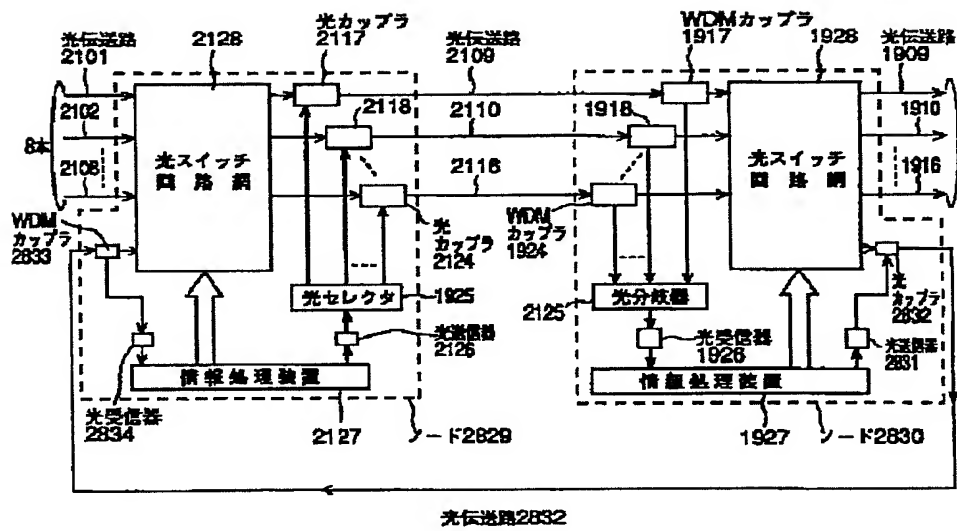 光伝送路
2101
2128
光カップラ
2117
光伝送路
2109
WDMカップラ
1917
1928
光伝送路
1909
2102
2118
2110
1918
1910
8本
光スイッチ
回路網
光スイッチ
回路網
2108
2116
1916
WDM
カップラ
2833
光
カップラ
2124
WDM
カップラ
1924
光セレクタ
1925
2125
光分岐器
光
カップラ
2832
光送信器
2126
光受信器
1926
光送信器
2831
情報処理装置
情報処理装置
光受信器
2834
2127
ノード2829
1927
ノード2830
光伝送路2832